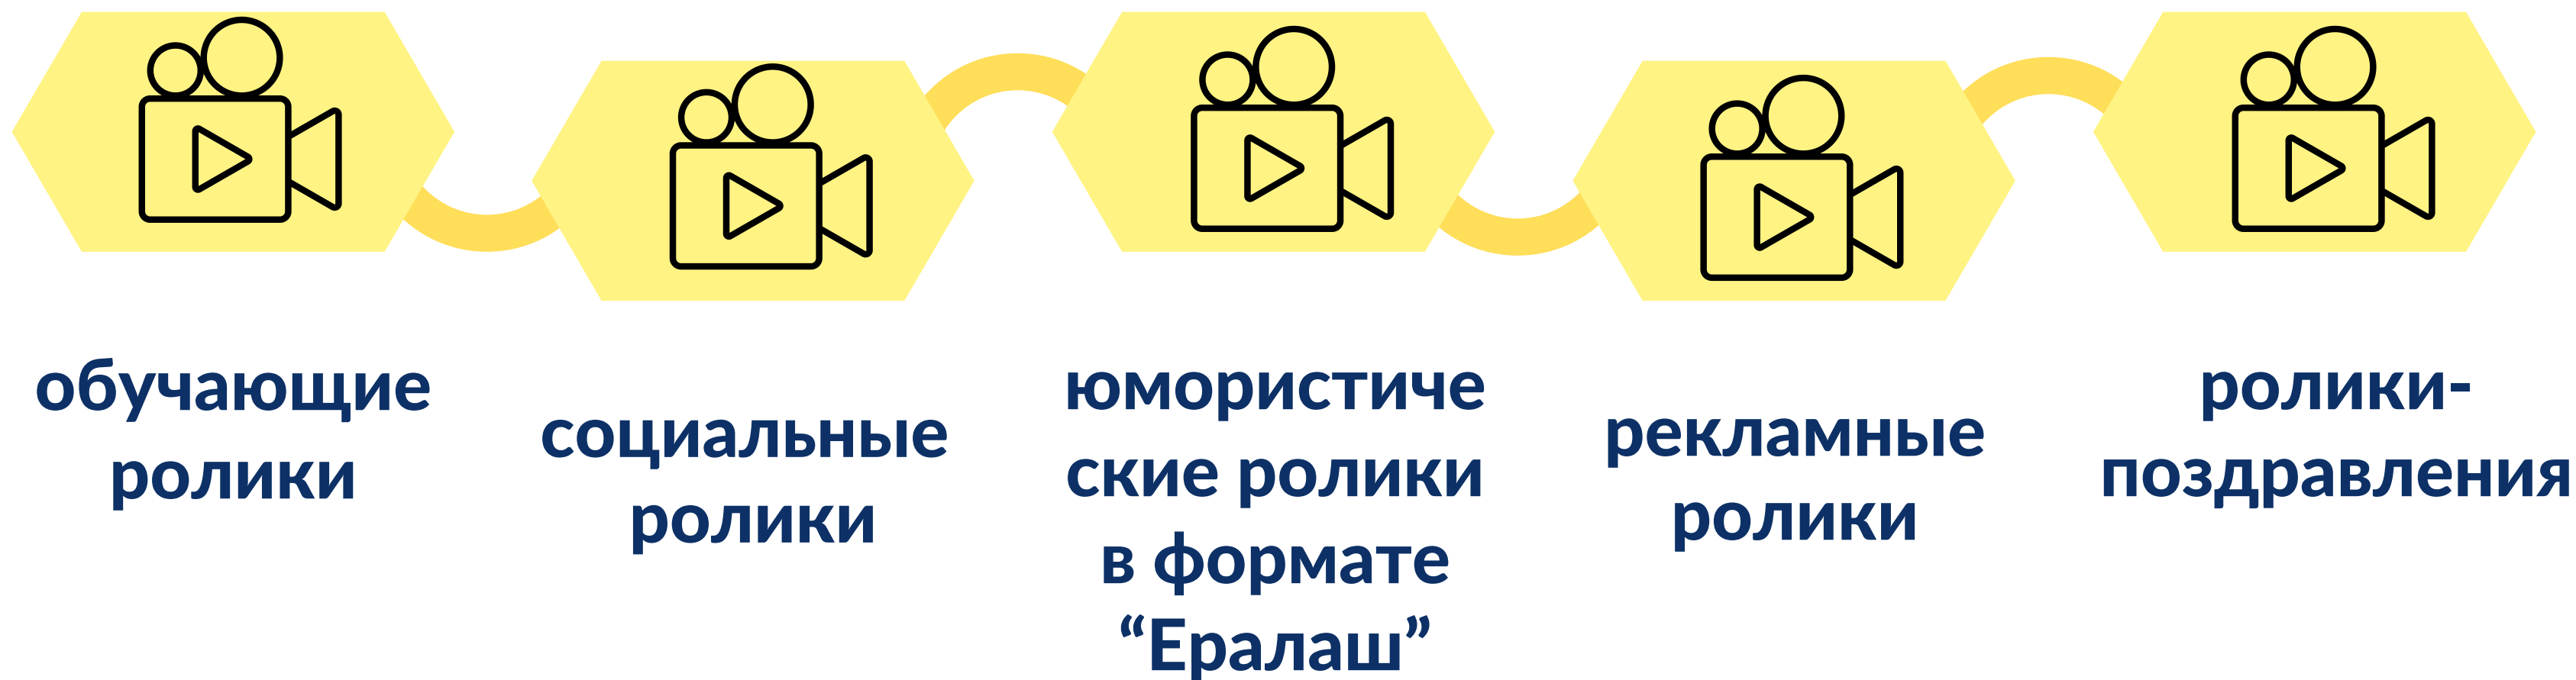 обучающие
ролики
социальные
ролики
юмористиче
ские ролики
в формате
“Ералаш”
рекламные
ролики
ролики-
поздравления